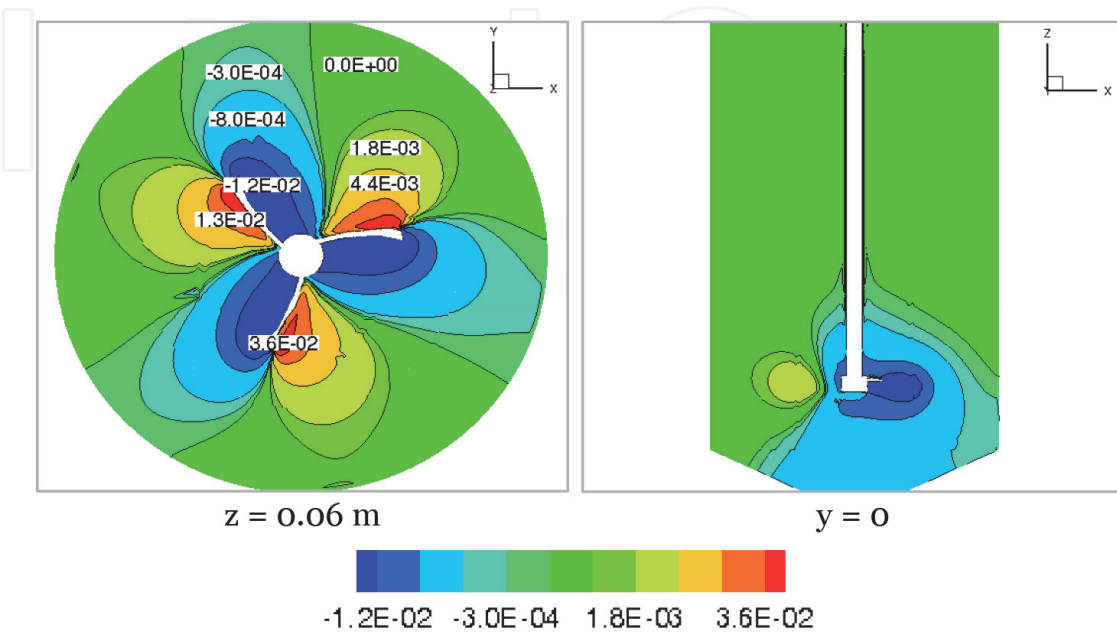 Y
Z X
-3.0E-04
0.0E+00
-8.0E-04
1.8E-03
4.4E-03
-1.2E-02
1.3E-02
3.6E-02
Z
Y X
z = 0.06 m
y = 0
-1.2E-02 -3.0E-04 1.8E-03 3.6E-02